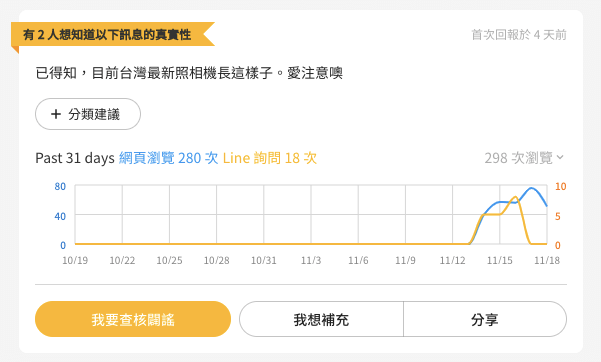 有 2 人想知道以下訊息的真實性
首次回報於 4 天前
已得知，目前台灣最新照相機長這樣子。愛注意噢
+ 分類建議
Past 31 days 網頁瀏覽 280 次 Line 詢問 18 次
298 次瀏覽
80 10
40 5
0 0
10/19 10/22 10/25 10/28 10/31 11/3 11/6 11/9 11/12 11/15 11/18
我要查核闢謠 我想補充 分享